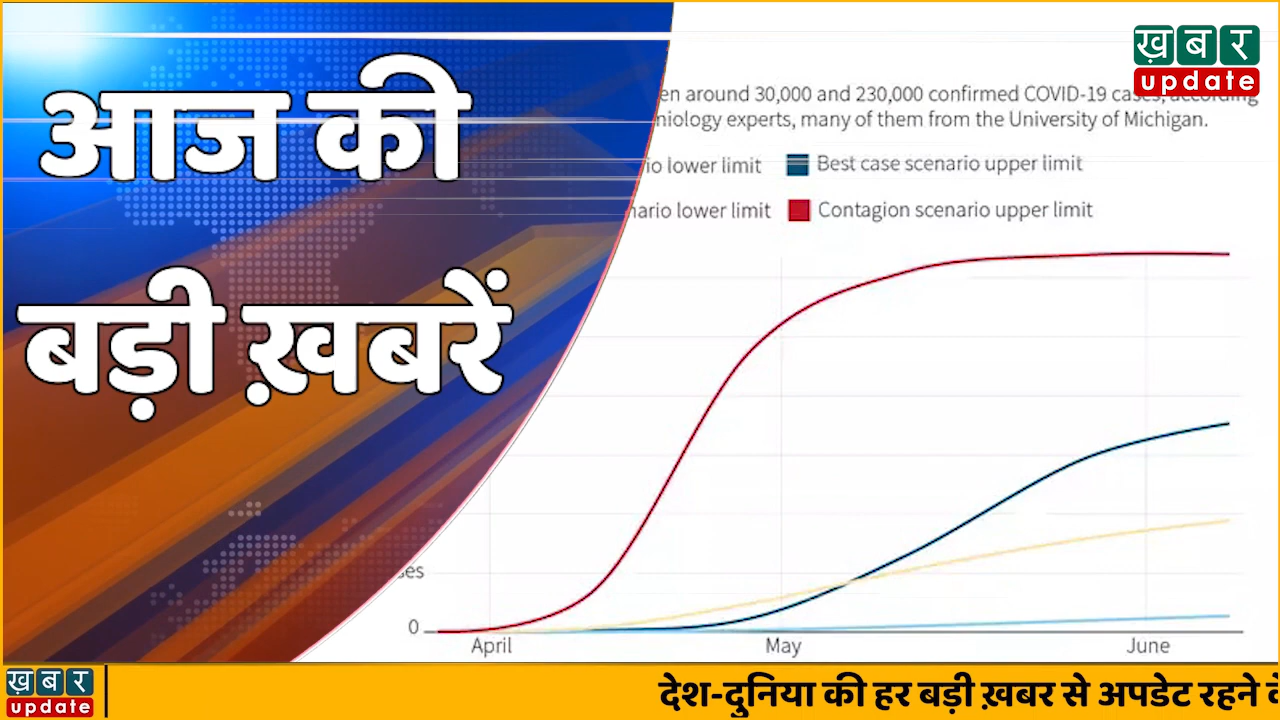 आज की
बड़ी ख़बरें
ख़बर
update
en around 30,000 and 230,000 confirmed COVID-19 cases, according
miology experts, many of them from the University of Michigan.
io lower limit
Best case scenario upper limit
nario lower limit
Contagion scenario upper limit
ses
0
April
May
June
ख़बर
update
देश-दुनिया की हर बड़ी ख़बर से अपडेट रहने